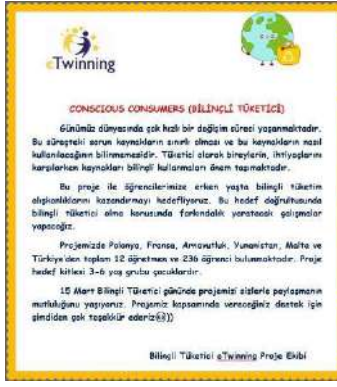 eTwinning
CONSCIOUS CONSUMERS (BİLİNÇLİ TÜKETİCİ)
Günümüz dünyasında çok hızlı bir değişim süreci yaşanmaktadır.
Bu süreçteki sorun kaynakların sınırlı olması ve bu kaynakların nasıl
kullanılacağının bilinmemesidir. Tüketici olarak bireylerin, ihtiyaçlarını
karşılarken kaynakları bilinçli kullanmaları önem taşımaktadır.
Bu proje ile öğrencilerimize erken yaşta bilinçli tüketim
alışkanlıklarını kazandırmayı hedefliyoruz. Bu hedef doğrultusunda
bilinçli tüketici olma konusunda farkındalık yaratacak çalışmalar
yapacağız.
Projemizde Polonya, Fransa, Arnavutluk, Yunanistan, Malta ve
Türkiye'den toplam 12 öğretmen ve 236 öğrenci bulunmaktadır. Proje
hedef kitlesi 3-6 yaş grubu çocuklardır.
15 Mart Bilinçli Tüketici gününde projemizi sizlerle paylaşmanın
mutluluğunu yaşıyoruz. Projemiz kapsamında vereceğiniz destek için
şimdiden çok teşekkür ederiz))
Bilinçli Tüketici eTwinning Proje Ekibi